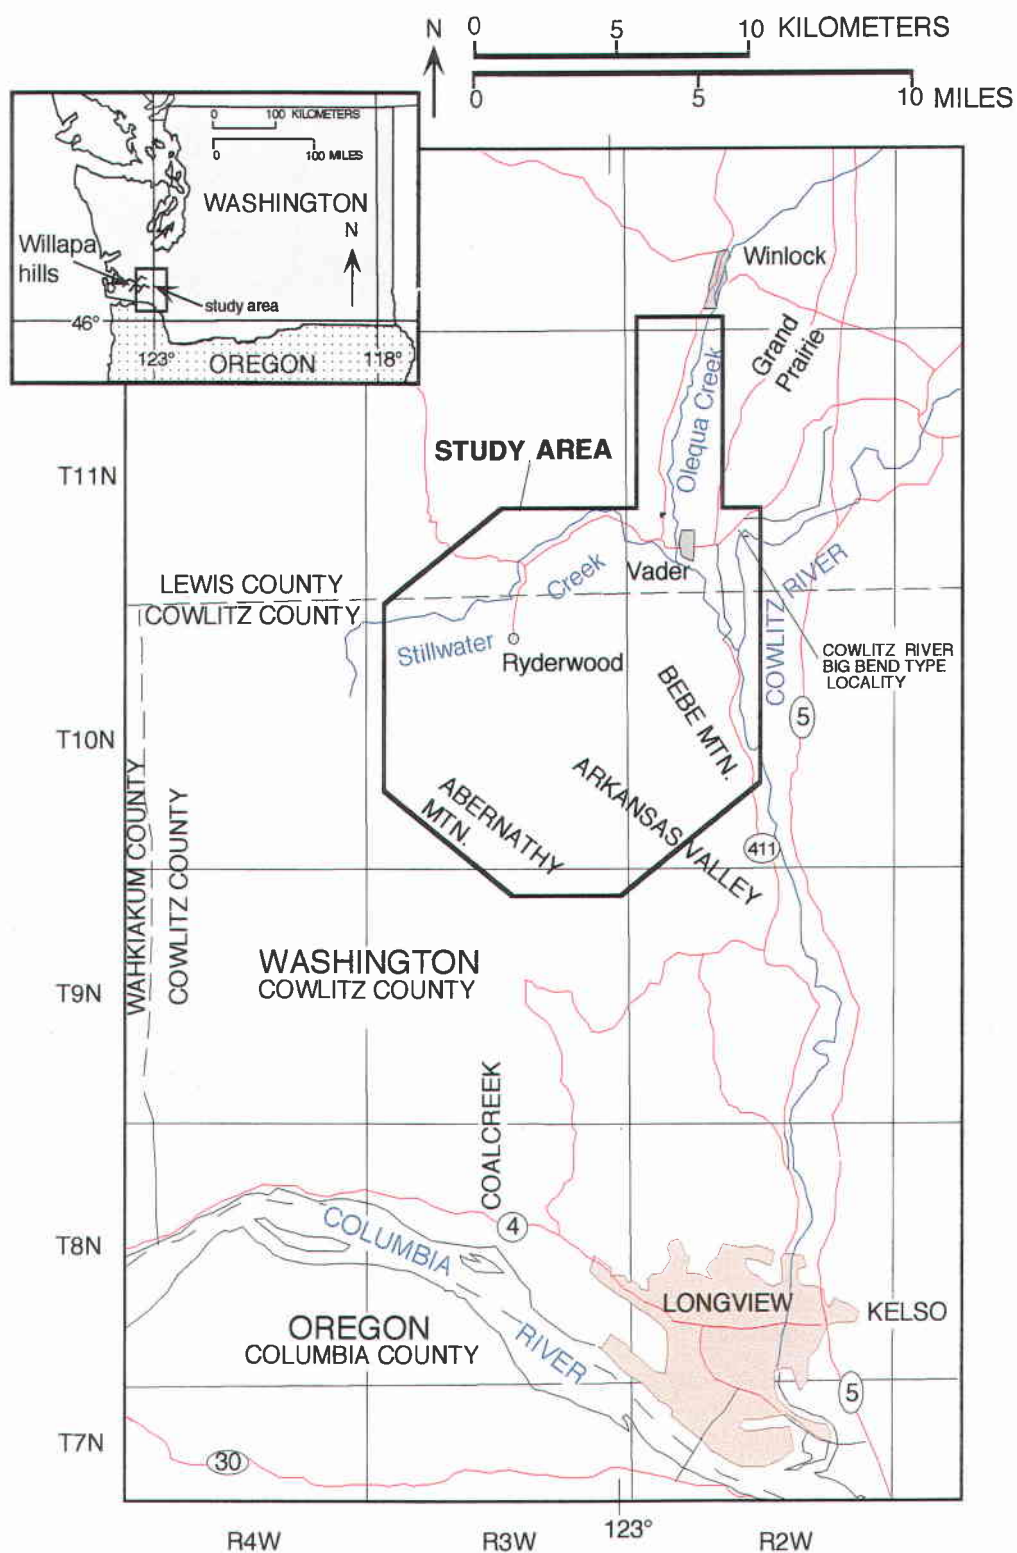 N
0 5 10 KILOMETERS
0 5 10 MILES
0 100 KILOMETERS
0 100 MILES
WASHINGTON
N
Willapa
hills
study area
46°
123°
118°
OREGON
Winlock
Grand
Prairie
Olequa Creek
STUDY AREA
T11N
LEWIS COUNTY
COWLITZ COUNTY
Vader
Stillwater Creek
Ryderwood
COWLITZ RIVER
COWLITZ RIVER
BIG BEND TYPE
LOCALITY
5
BEBE MTN.
T10N
ARKANSAS VALLEY
ABERNATHY
MTN.
411
WAHKIAKUM COUNTY
COWLITZ COUNTY
WASHINGTON
COWLITZ COUNTY
T9N
COALCREEK
4
T8N
COLUMBIA RIVER
LONGVIEW
KELSO
OREGON
COLUMBIA COUNTY
5
T7N
30
R4W
R3W
123°
R2W